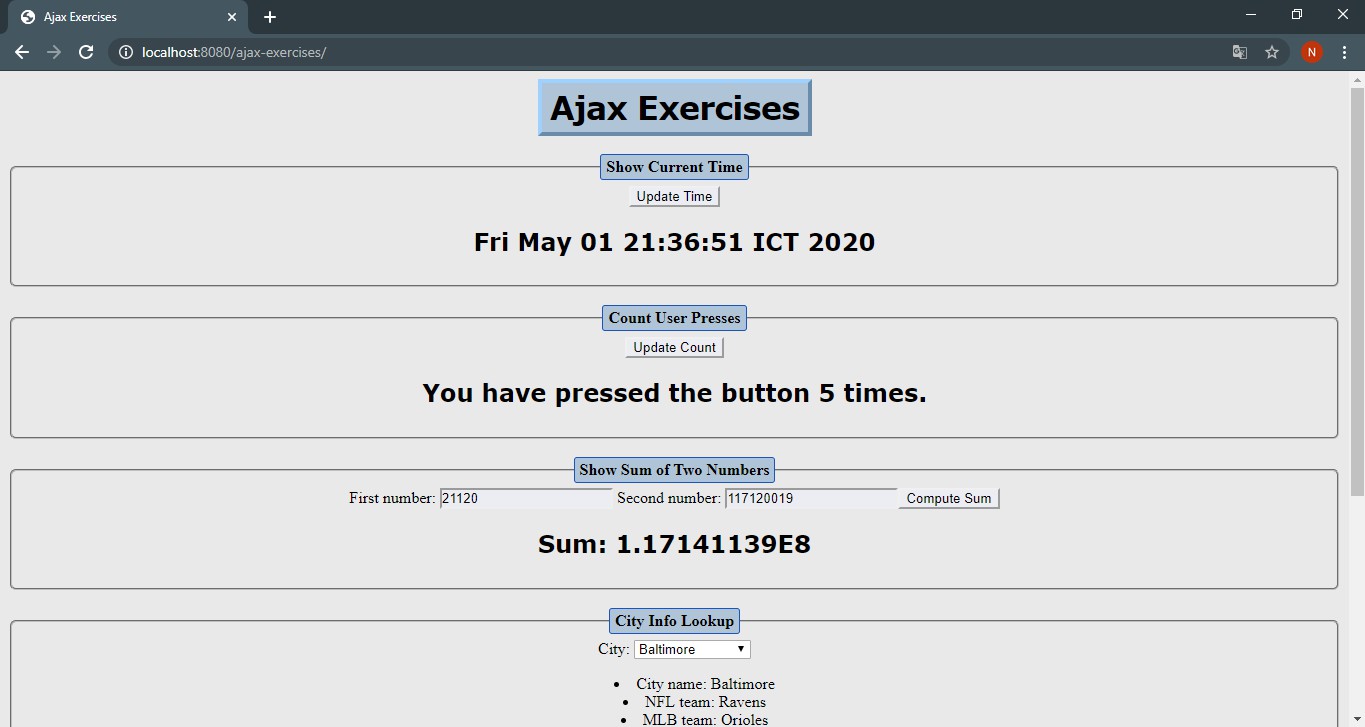 Ajax Exercises
localhost:8080/ajax-exercises/
N
Ajax Exercises
Show Current Time
Update Time
Fri May 01 21:36:51 ICT 2020
Count User Presses
Update Count
You have pressed the button 5 times.
Show Sum of Two Numbers
First number: 21120 Second number: 117120019 Compute Sum
Sum: 1.17141139E8
City Info Lookup
City: Baltimore
• City name: Baltimore
• NFL team: Ravens
• MLB team: Orioles